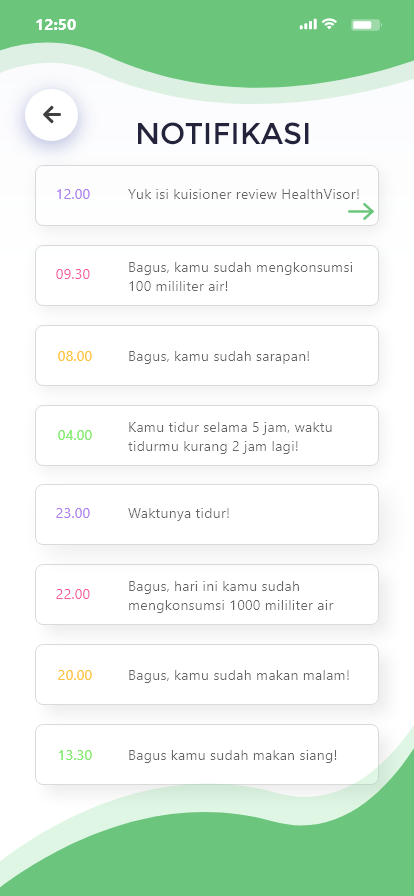 12:50
NOTIFIKASI
12.00 Yuk isi kuisioner review HealthVisor!
09.30 Bagus, kamu sudah mengkonsumsi
100 mililiter air!
08.00 Bagus, kamu sudah sarapan!
04.00 Kamu tidur selama 5 jam, waktu
tidurmu kurang 2 jam lagi!
23.00 Waktunya tidur!
22.00 Bagus, hari ini kamu sudah
mengkonsumsi 1000 mililiter air
20.00 Bagus, kamu sudah makan malam!
13.30 Bagus kamu sudah makan siang!